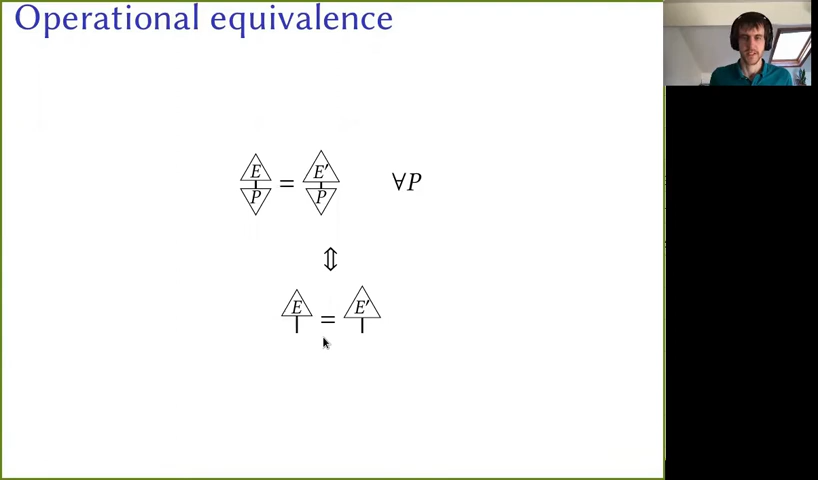 Operational equivalence
E = E′ ∀P
P P
⇕
E = E′